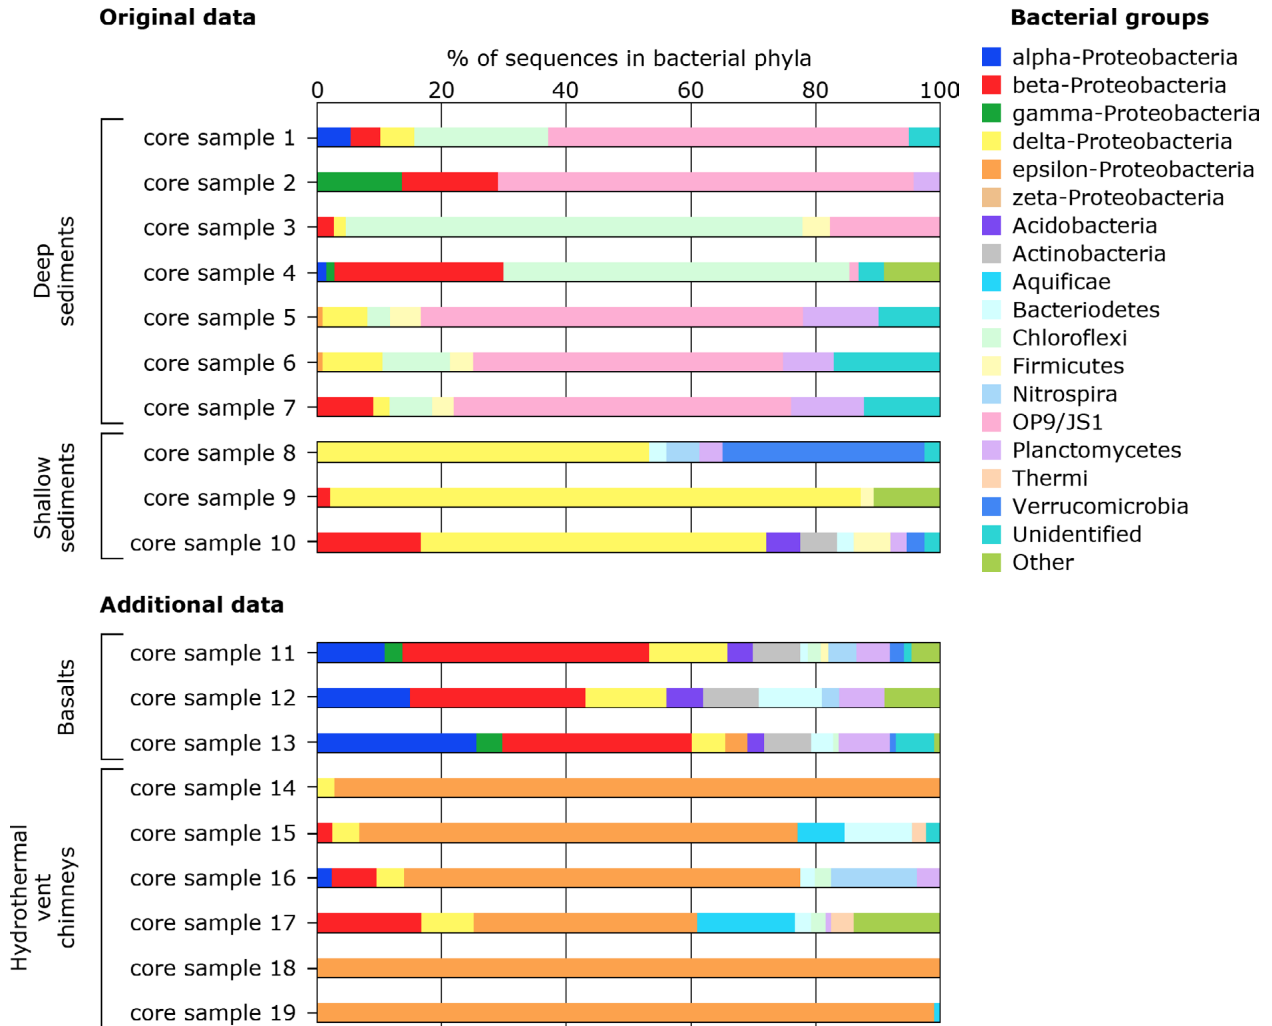 Original data
% of sequences in bacterial phyla
0 20 40 60 80 100
Deep
sediments
core sample 1
core sample 2
core sample 3
core sample 4
core sample 5
core sample 6
core sample 7
Shallow
sediments
core sample 8
core sample 9
core sample 10
Additional data
Basalts
core sample 11
core sample 12
core sample 13
Hydrothermal
vent
chimneys
core sample 14
core sample 15
core sample 16
core sample 17
core sample 18
core sample 19
Bacterial groups
alpha-Proteobacteria
beta-Proteobacteria
gamma-Proteobacteria
delta-Proteobacteria
epsilon-Proteobacteria
zeta-Proteobacteria
Acidobacteria
Actinobacteria
Aquificae
Bacteriodetes
Chloroflexi
Firmicutes
Nitrospira
OP9/JS1
Planctomycetes
Thermi
Verrucomicrobia
Unidentified
Other